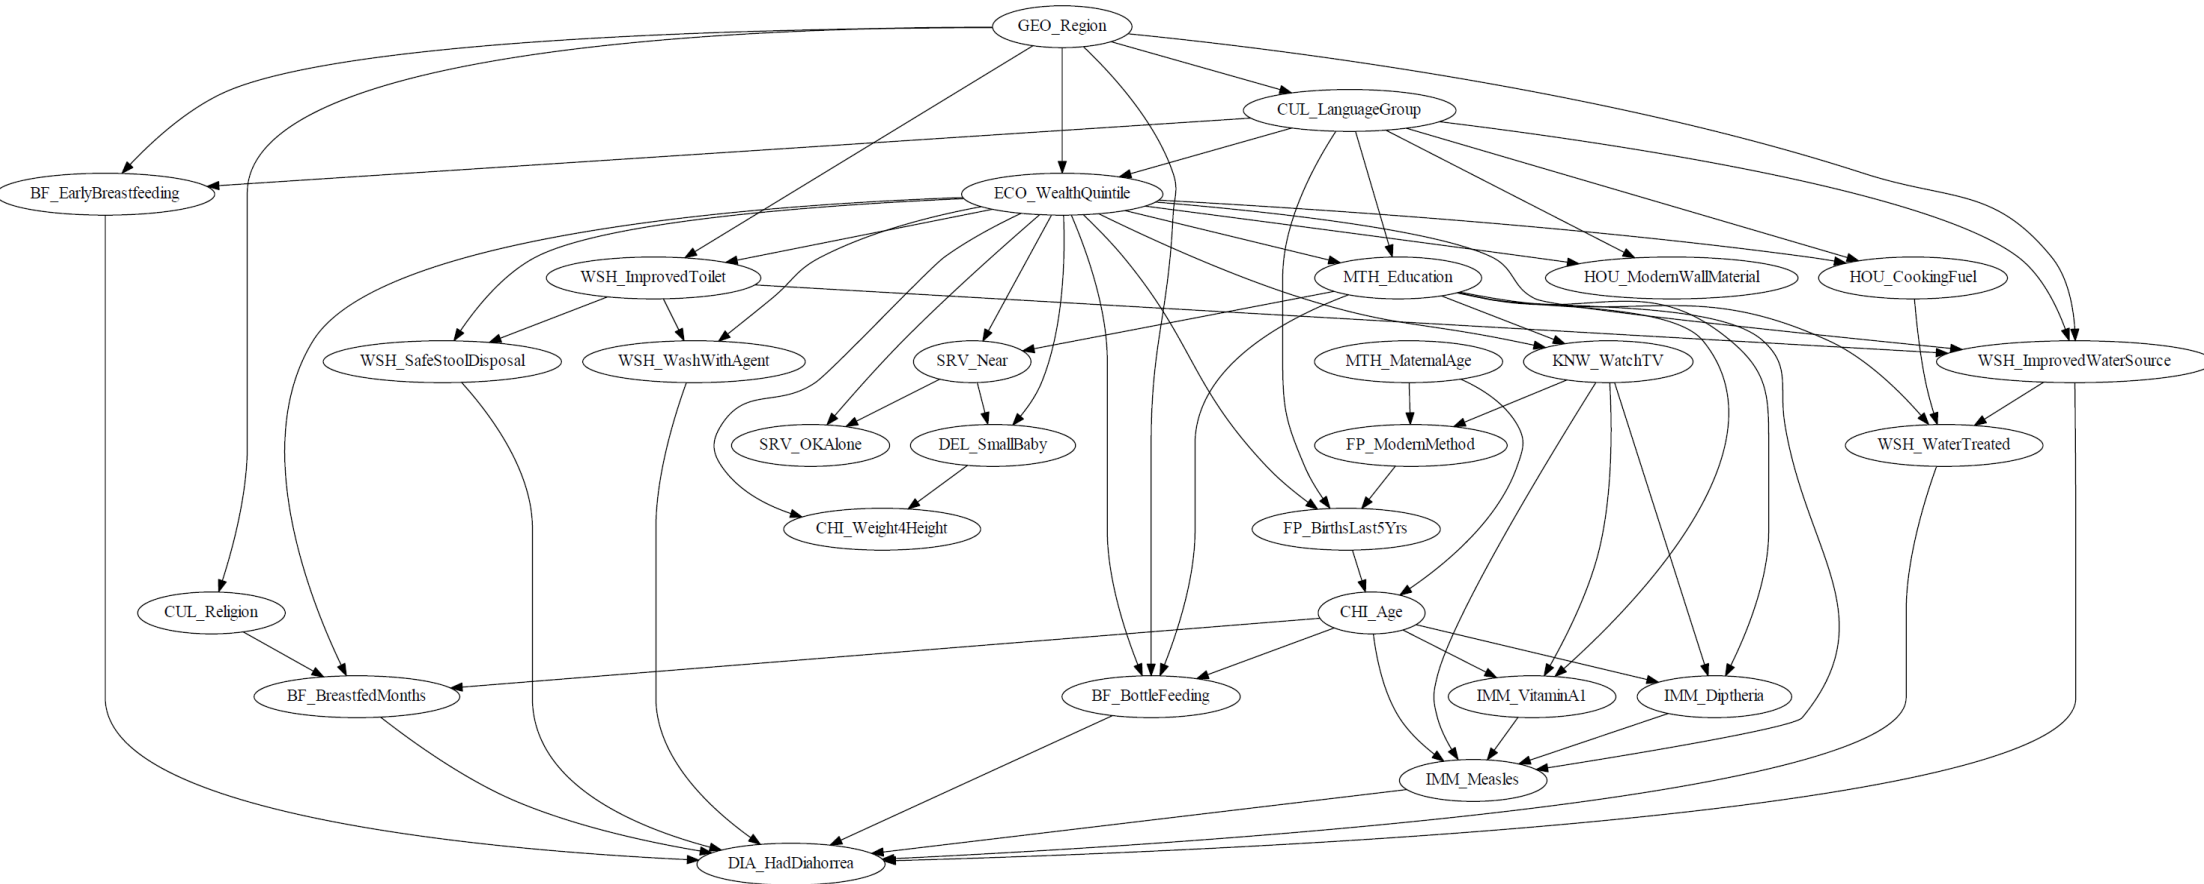 GEO_Region
CUL_LanguageGroup
BF_EarlyBreastfeeding
ECO_WealthQuintile
WSH_ImprovedToilet
MTH_Education
HOU_ModernWallMaterial
HOU_CookingFuel
WSH_SafeStoolDisposal
WSH_WashWithAgent
SRV_Near
MTH_MaternalAge
KNW_WatchTV
WSH_ImprovedWaterSource
SRV_OKAlone
DEL_SmallBaby
FP_ModernMethod
WSH_WaterTreated
CHI_Weight4Height
FP_BirthsLast5Yrs
CUL_Religion
CHI_Age
BF_BreastfedMonths
BF_BottleFeeding
IMM_VitaminA1
IMM_Diptheria
IMM_Measles
DIA_HadDiahorrea